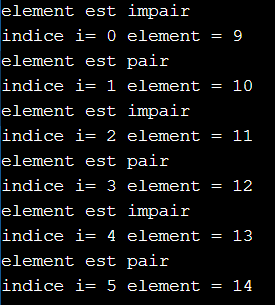 element est impair
indice i= 0 element = 9
element est pair
indice i= 1 element = 10
element est impair
indice i= 2 element = 11
element est pair
indice i= 3 element = 12
element est impair
indice i= 4 element = 13
element est pair
indice i= 5 element = 14